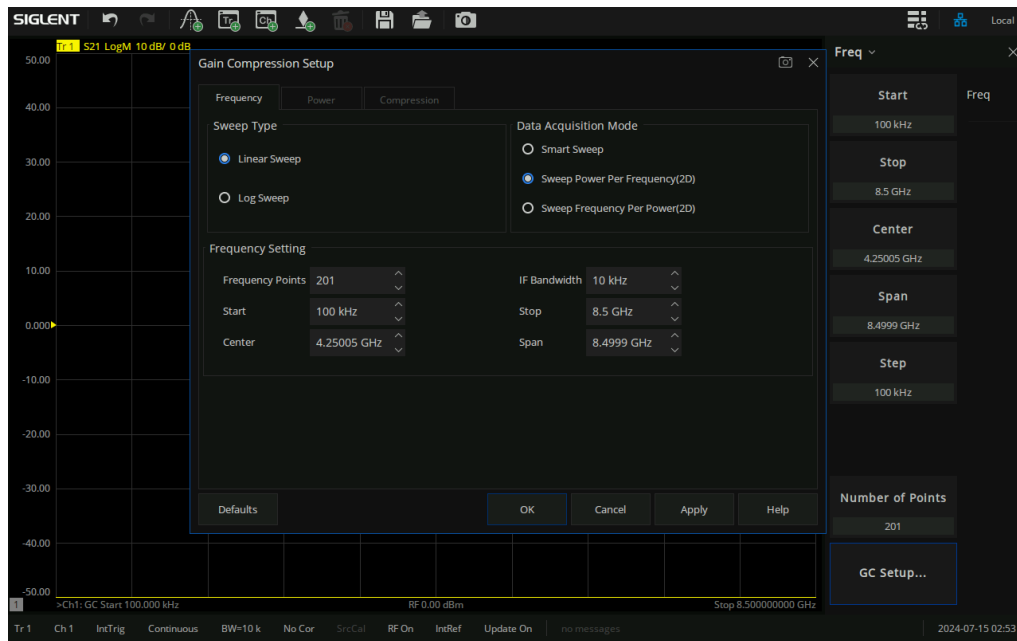 SIGLENT Tr Ch Local
Tr 1 S21 LogM 10 dB/ 0 dB
50.00
40.00
30.00
20.00
10.00
0.000
-10.00
-20.00
-30.00
-40.00
-50.00
Gain Compression Setup
Frequency Power Compression
Sweep Type
Linear Sweep
Log Sweep
Data Acquisition Mode
Smart Sweep
Sweep Power Per Frequency(2D)
Sweep Frequency Per Power(2D)
Frequency Setting
Frequency Points 201 IF Bandwidth 10 kHz
Start 100 kHz Stop 8.5 GHz
Center 4.25005 GHz Span 8.4999 GHz
Defaults OK Cancel Apply Help
Freq
Start
100 kHz
Stop
8.5 GHz
Center
4.25005 GHz
Span
8.4999 GHz
Step
100 kHz
Number of Points
201
GC Setup...
Freq
1 >Ch1: GC Start 100.000 kHz RF 0.00 dBm Stop 8.500000000 GHz
Tr 1 Ch 1 IntTrig Continuous BW=10 k No Cor SrcCal RF On IntRef Update On no messages 2024-07-15 02:53